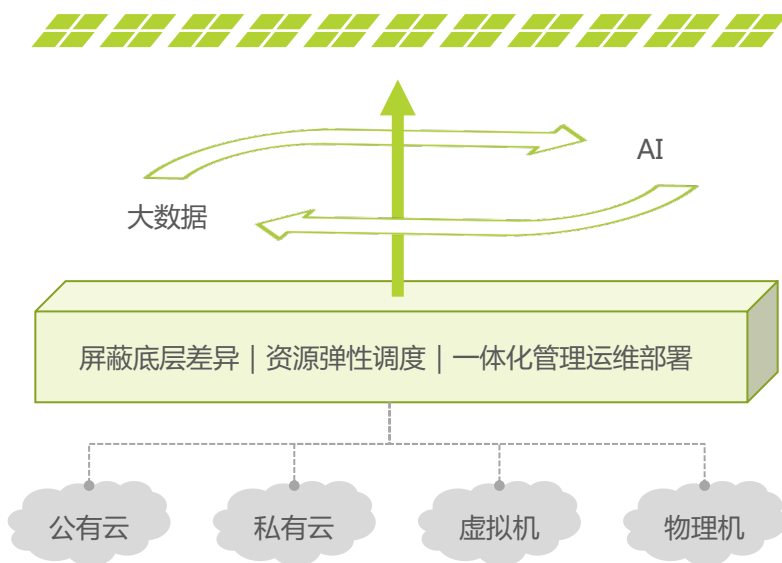 AI
大数据
屏蔽底层差异 | 资源弹性调度 | 一体化管理运维部署
公有云 私有云 虚拟机 物理机